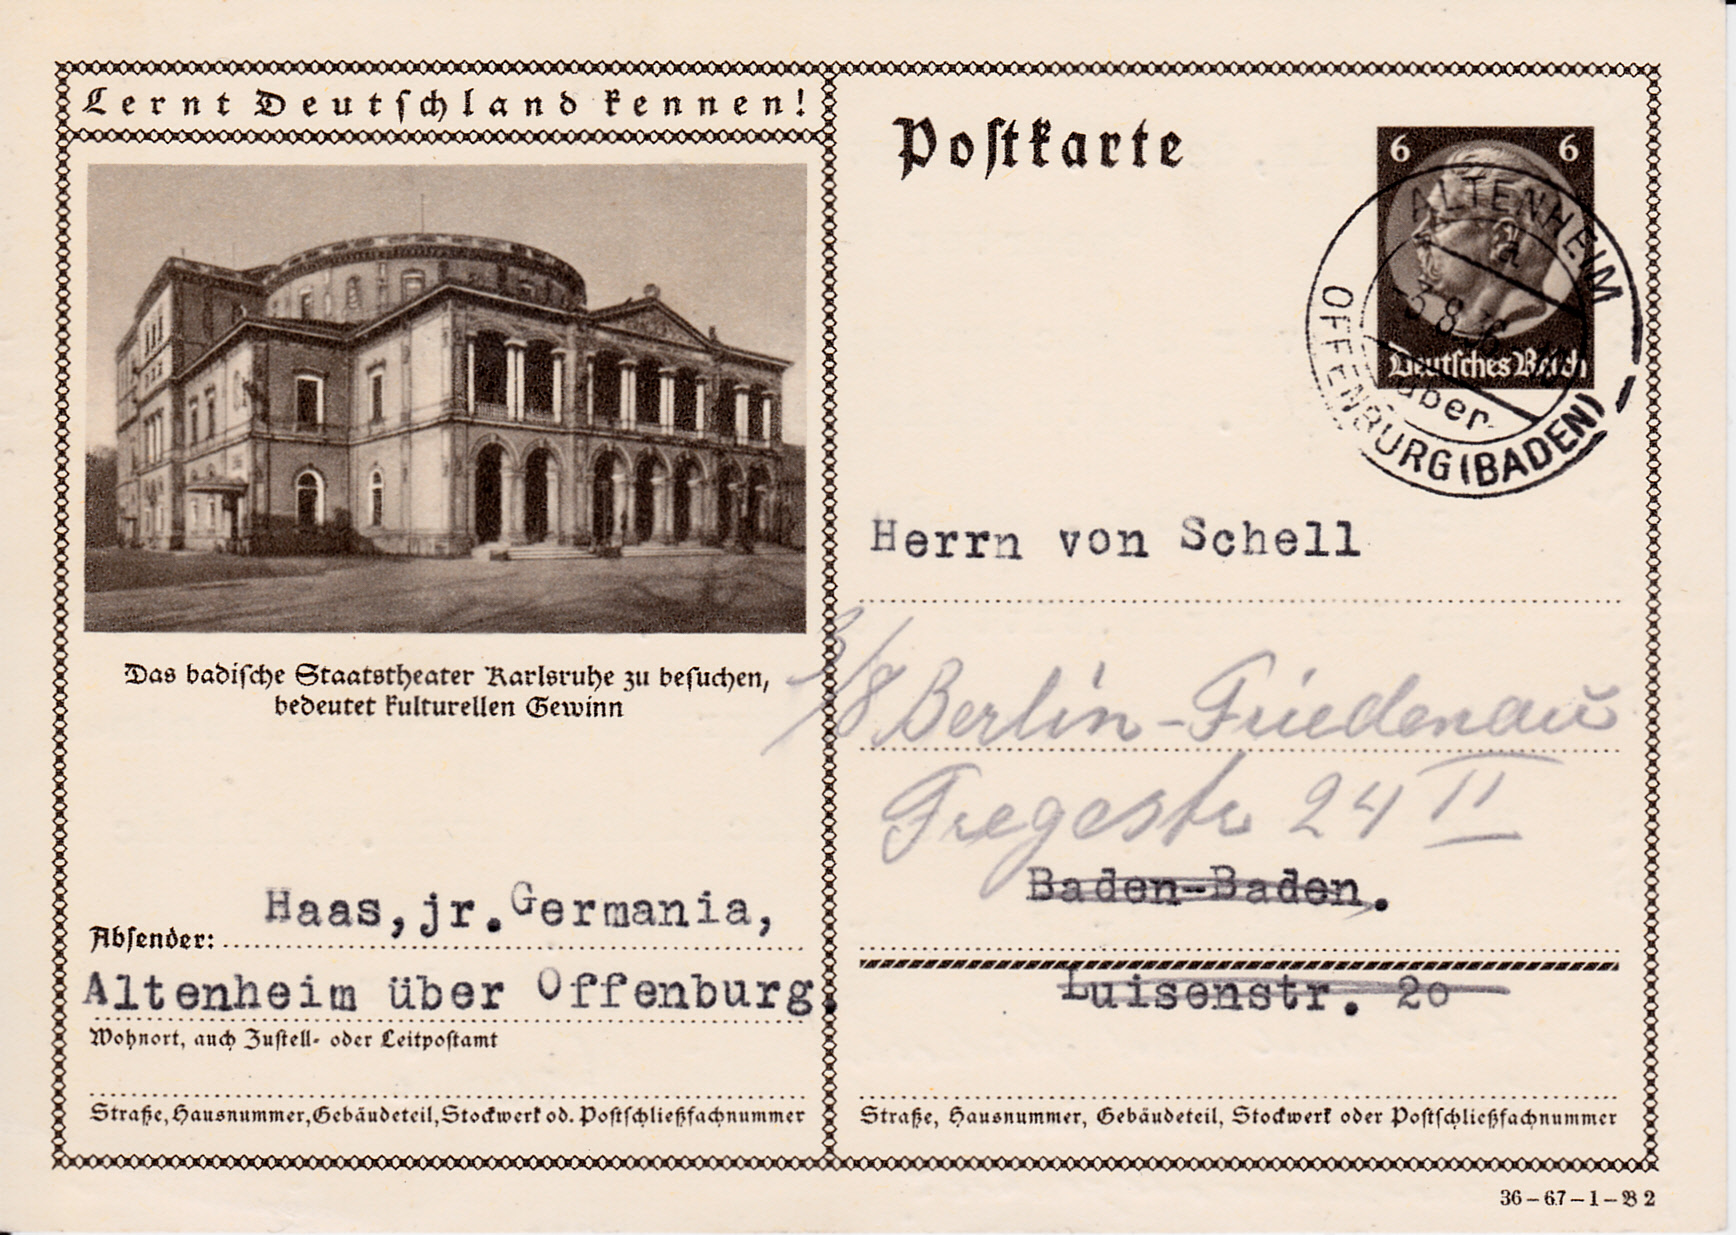 Lernt Deutschland kennen!
Das badische Staatstheater Karlsruhe zu besuchen,
bedeutet kulturellen Gewinn
Haas, jr. Germania,
Absender:
Altenheim über Offenburg.
Wohnort, auch Zustell- oder Leitpostamt
Straße, Hausnummer, Gebäudeteil, Stockwerk od. Postschließfachnummer
Postkarte
6 6
Deutsches Reich
ALTENHEIM
a
über
OFFENBURG (BADEN)
Herrn von Schell
3/8 Berlin-Friedenau
Fregestr 24 II
Baden-Baden.
Luisenstr. 20
Straße, Hausnummer, Gebäudeteil, Stockwerk oder Postschließfachnummer
36-67-1-B 2